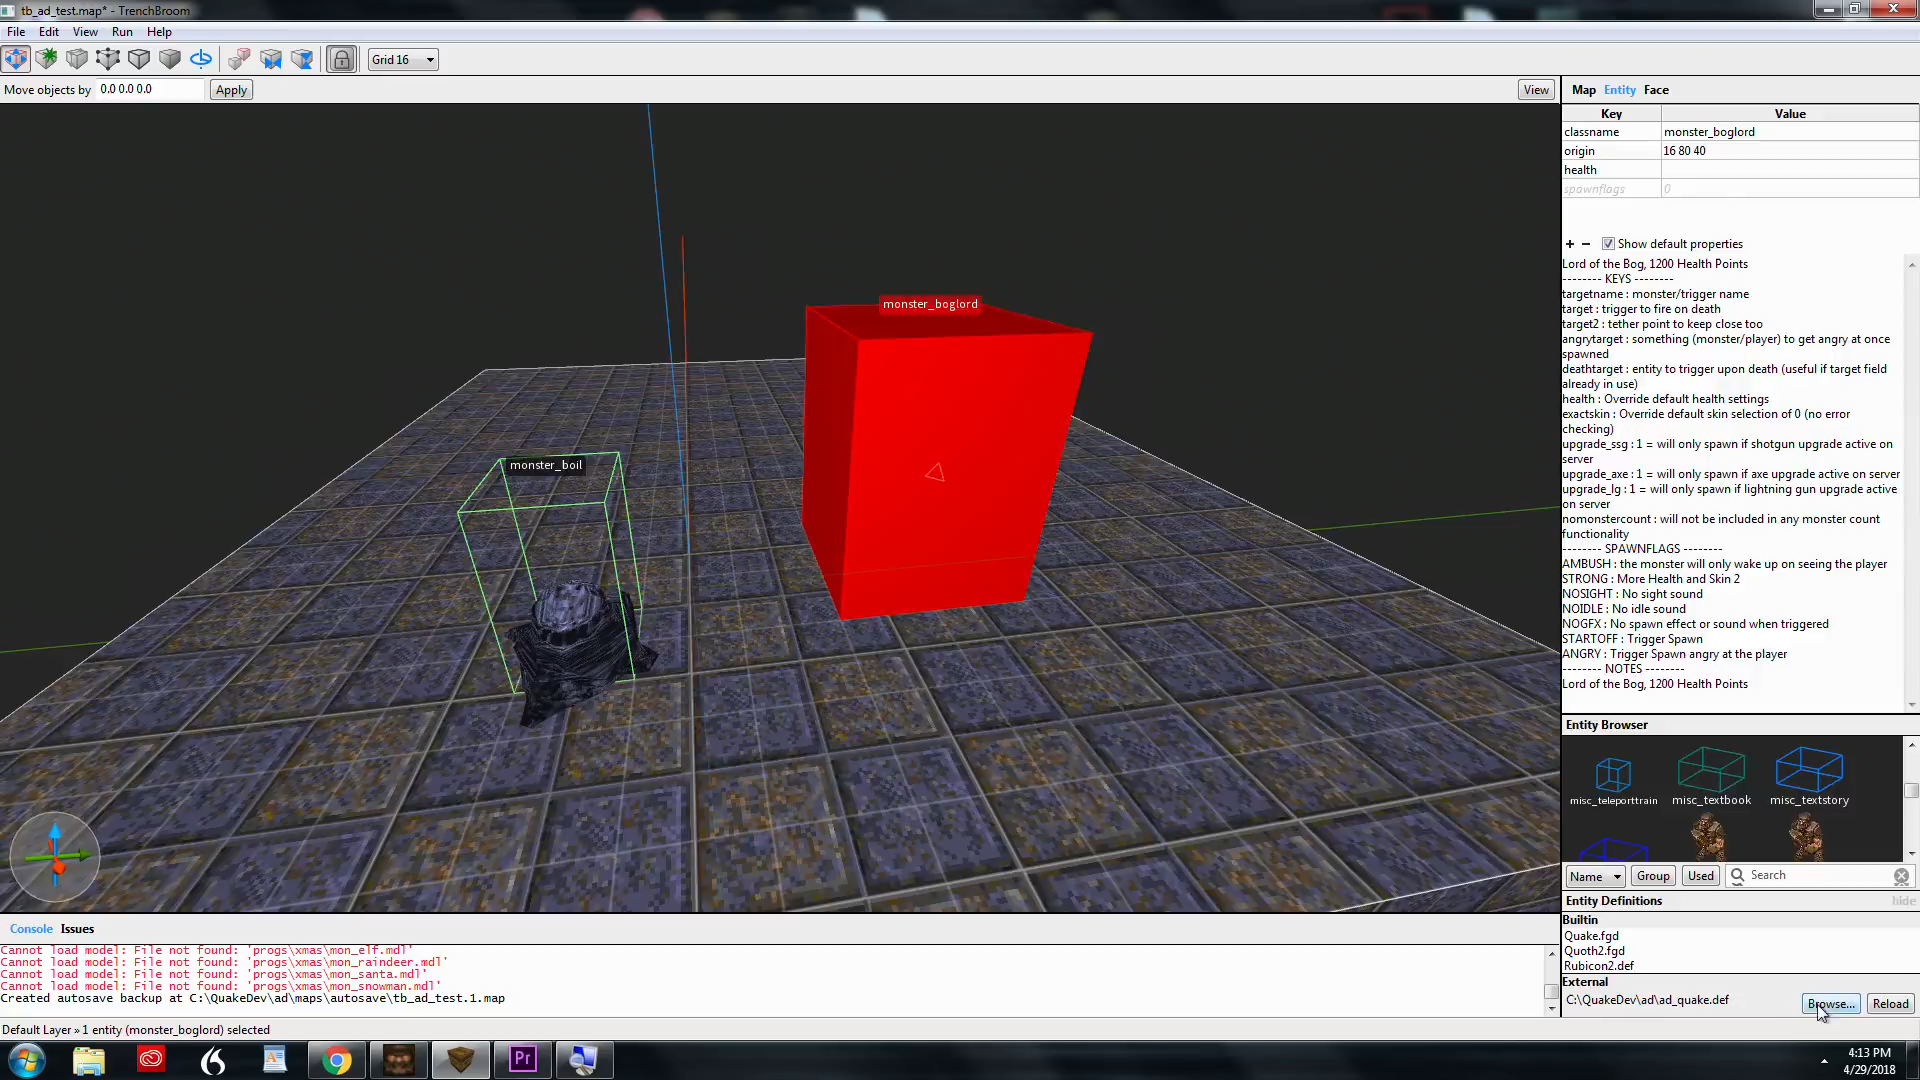 tb_ad_test.map* - TrenchBroom
File Edit View Run Help
Grid 16
Move objects by 0.0 0.0 0.0 Apply View
Map Entity Face
Key Value
classname monster_boglord
origin 16 80 40
health
spawnflags 0
+ - Show default properties
Lord of the Bog, 1200 Health Points
-------- KEYS --------
targetname : monster/trigger name
target : trigger to fire on death
target2 : tether point to keep close too
angrytarget : something (monster/player) to get angry at once
spawned
deathtarget : entity to trigger upon death (useful if target field
already in use)
health : Override default health settings
exactskin : Override default skin selection of 0 (no error
checking)
upgrade_ssg : 1 = will only spawn if shotgun upgrade active on
server
upgrade_axe : 1 = will only spawn if axe upgrade active on server
upgrade_lg : 1 = will only spawn if lightning gun upgrade active
on server
nomonstercount : will not be included in any monster count
functionality
-------- SPAWNFLAGS --------
AMBUSH : the monster will only wake up on seeing the player
STRONG : More Health and Skin 2
NOSIGHT : No sight sound
NOIDLE : No idle sound
NOGFX : No spawn effect or sound when triggered
STARTOFF : Trigger Spawn
ANGRY : Trigger Spawn angry at the player
-------- NOTES --------
Lord of the Bog, 1200 Health Points
monster_boglord
monster_boil
Entity Browser
misc_teleporttrain misc_textbook misc_textstory
Name Group Used Search
Entity Definitions hide
Builtin
Quake.fgd
Quoth2.fgd
Rubicon2.def
External
C:\QuakeDev\ad\ad_quake.def Browse... Reload
Console Issues
Cannot load model: File not found: 'progs\xmas\mon_elf.mdl'
Cannot load model: File not found: 'progs\xmas\mon_raindeer.mdl'
Cannot load model: File not found: 'progs\xmas\mon_santa.mdl'
Cannot load model: File not found: 'progs\xmas\mon_snowman.mdl'
Created autosave backup at C:\QuakeDev\ad\maps\autosave\tb_ad_test.1.map
Default Layer » 1 entity (monster_boglord) selected
Pr
4:13 PM
4/29/2018